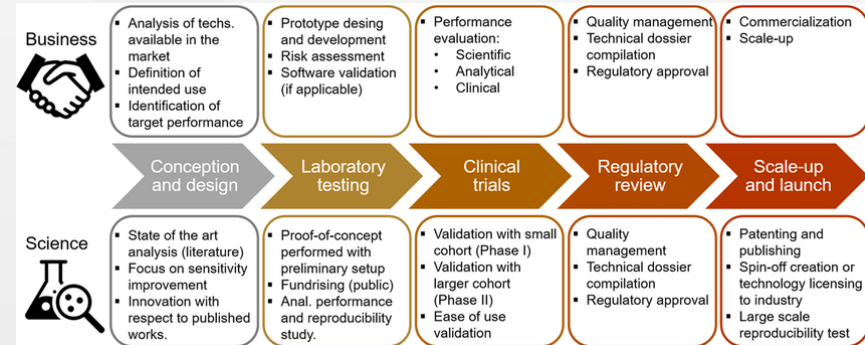 Business
▪ Analysis of techs.
available in the
market
▪ Definition of
intended use
▪ Identification of
target performance
▪ Prototype desing
and development
▪ Risk assessment
▪ Software validation
(if applicable)
▪ Performance
evaluation:
• Scientific
• Analytical
• Clinical
▪ Quality management
▪ Technical dossier
compilation
▪ Regulatory approval
▪ Commercialization
▪ Scale-up
Conception
and design
Laboratory
testing
Clinical
trials
Regulatory
review
Scale-up
and launch
Science
▪ State of the art
analysis (literature)
▪ Focus on sensitivity
improvement
▪ Innovation with
respect to published
works.
▪ Proof-of-concept
performed with
preliminary setup
▪ Fundrising (public)
▪ Anal. performance
and reproducibility
study.
▪ Validation with small
cohort (Phase I)
▪ Validation with
larger cohort
(Phase II)
▪ Ease of use
validation
▪ Quality
management
▪ Technical dossier
compilation
▪ Regulatory approval
▪ Patenting and
publishing
▪ Spin-off creation or
technology licensing
to industry
▪ Large scale
reproducibility test